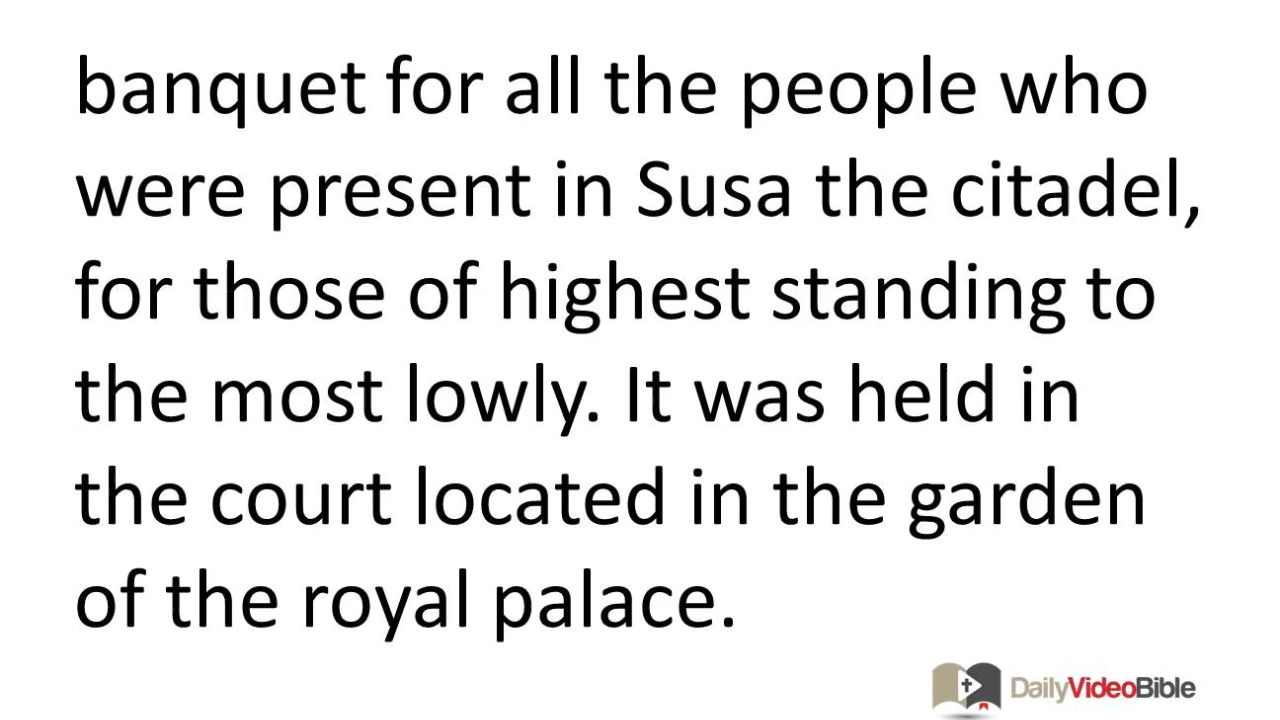 banquet for all the people who
were present in Susa the citadel,
for those of highest standing to
the most lowly. It was held in
the court located in the garden
of the royal palace.
DailyVideoBible